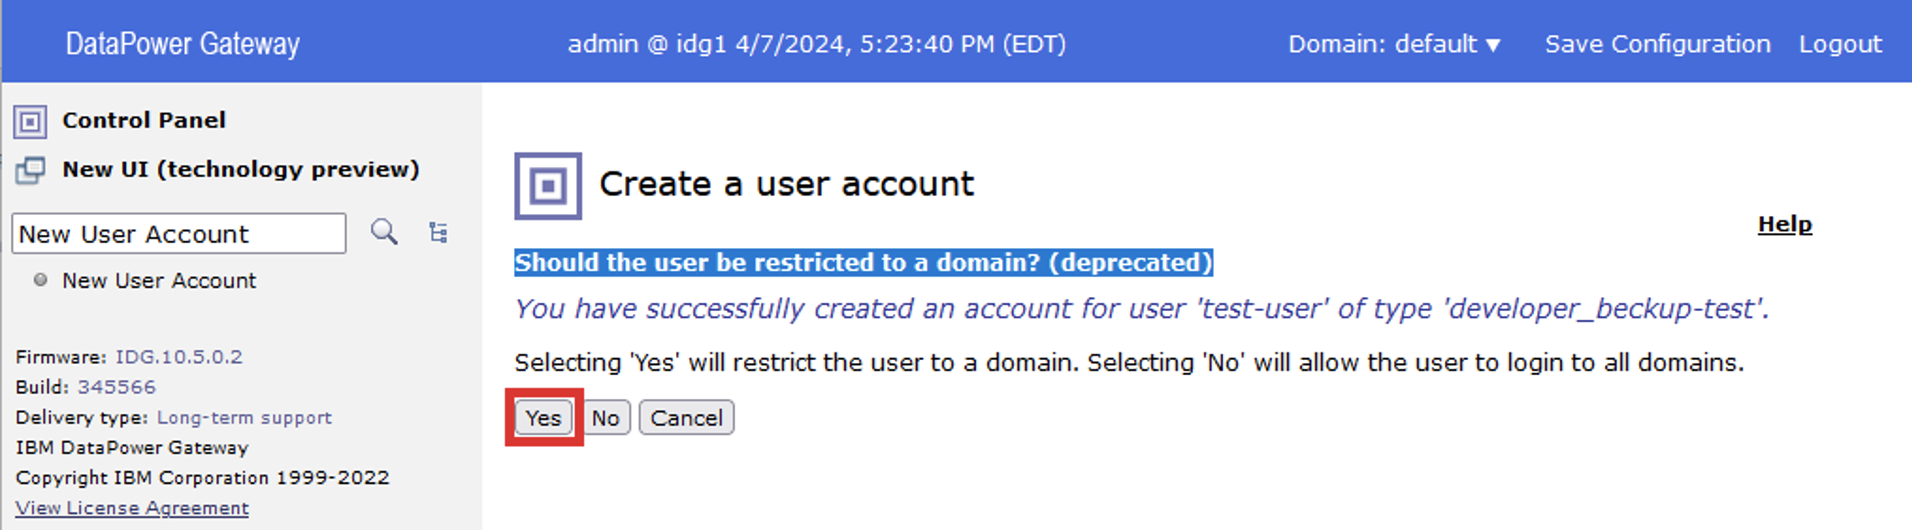 DataPower Gateway
admin @ idg1 4/7/2024, 5:23:40 PM (EDT)
Domain: default ▼
Save Configuration
Logout
Control Panel
New UI (technology preview)
New User Account
New User Account
Firmware: IDG.10.5.0.2
Build: 345566
Delivery type: Long-term support
IBM DataPower Gateway
Copyright IBM Corporation 1999-2022
View License Agreement
Create a user account
Help
Should the user be restricted to a domain? (deprecated)
You have successfully created an account for user 'test-user' of type 'developer_beckup-test'.
Selecting 'Yes' will restrict the user to a domain. Selecting 'No' will allow the user to login to all domains.
Yes
No
Cancel